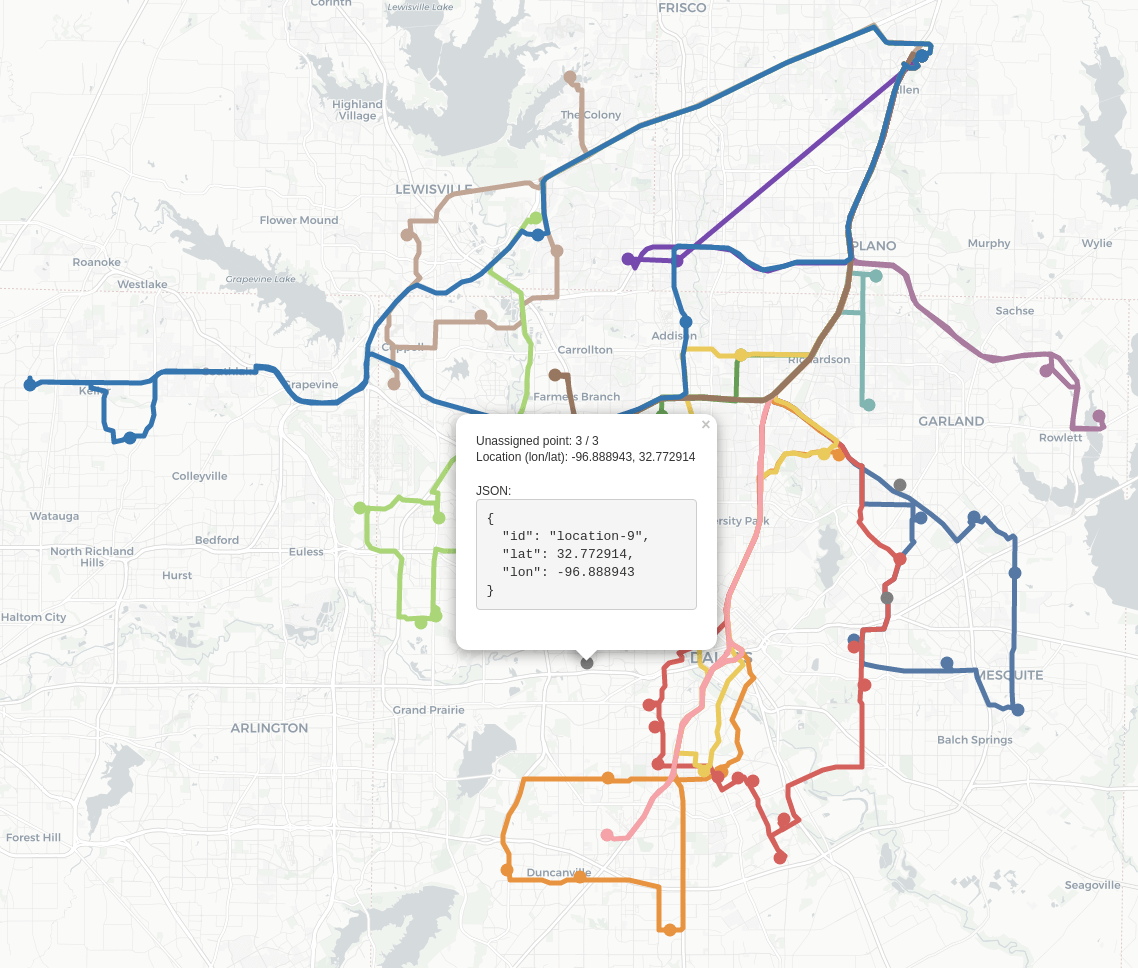 Corinth
Lewisville Lake
FRISCO
Allen
Highland
Village
The Colony
LEWISVILLE
Flower Mound
PLANO
Murphy
Wylie
Roanoke
Grapevine Lake
Westlake
Sachse
Addison
Coppell
Carrollton
Richardson
Southlake
Grapevine
Keller
Farmers Branch
GARLAND
Rowlett
×
Unassigned point: 3 / 3
Location (lon/lat): -96.888943, 32.772914
JSON:
{
"id": "location-9",
"lat": 32.772914,
"lon": -96.888943
}
Colleyville
Watauga
ersity Park
Bedford
North Richland
Hills
Euless
Hurst
Haltom City
DALLAS
MESQUITE
Grand Prairie
ARLINGTON
Balch Springs
Forest Hill
Duncanville
Seagoville